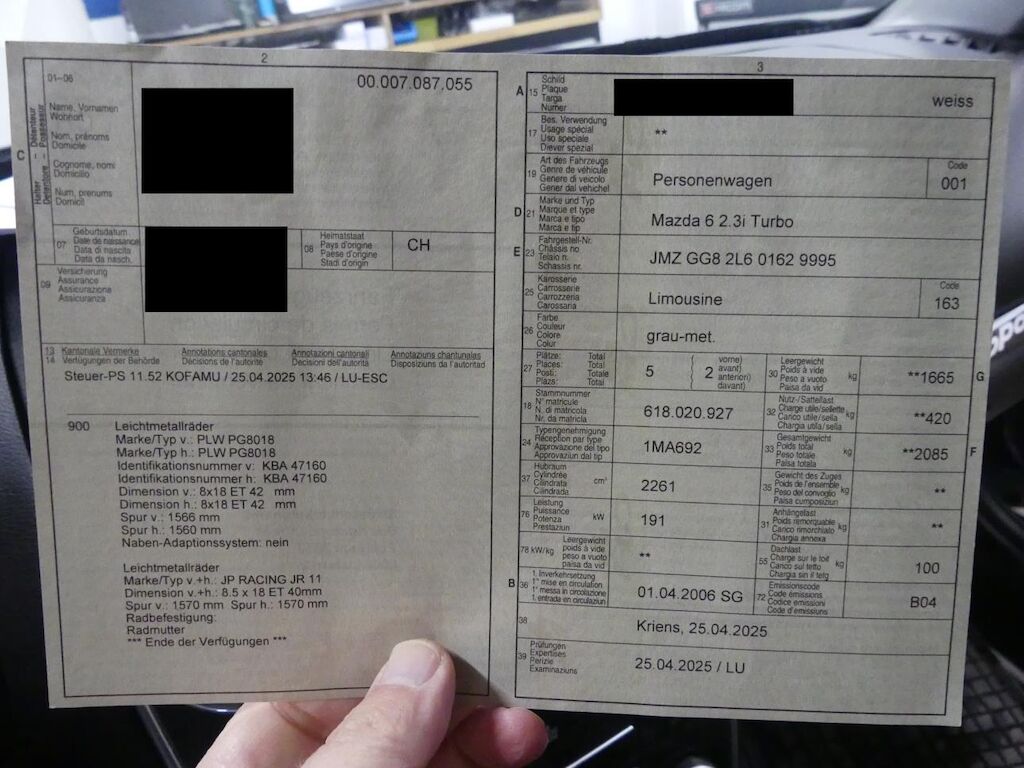 2
01–06
00.007.087.055
C
Halter Détenteur
Detentore Possessur
Name, Vornamen
Wohnort
Nom, prénoms
Domicile
Cognome, nomi
Domicilio
Num, prenums
Domicil
07
Geburtsdatum
Date de naissance
Data di nascita
Data da nasch.
08
Heimatstaat
Pays d'origine
Paese d'origine
Stadi d'origin
CH
09
Versicherung
Assurance
Assicurazione
Assicuranza
13
14
Kantonale Vermerke
Verfügungen der Behörde
Annotations cantonales
Décisions de l'autorité
Annotazioni cantonali
Decisioni dell'autorità
Annotaziuns chantunalas
Disposiziuns da l'autoritad
Steuer-PS 11.52 KOFAMU / 25.04.2025 13:46 / LU-ESC
900 Leichtmetallräder
Marke/Typ v.: PLW PG8018
Marke/Typ h.: PLW PG8018
Identifikationsnummer v: KBA 47160
Identifikationsnummer h: KBA 47160
Dimension v.: 8x18 ET 42 mm
Dimension h.: 8x18 ET 42 mm
Spur v.: 1566 mm
Spur h.: 1560 mm
Naben-Adaptionssystem: nein
Leichtmetallräder
Marke/Typ v.+h.: JP RACING JR 11
Dimension v.+h.: 8.5 x 18 ET 40mm
Spur v.: 1570 mm Spur h.: 1570 mm
Radbefestigung:
Radmutter
*** Ende der Verfügungen ***
3
A 15
Schild
Plaque
Targa
Numer
weiss
17
Bes. Verwendung
Usage spécial
Uso speciale
Diever spezial
**
19
Art des Fahrzeugs
Genre de véhicule
Genere di veicolo
Gener dal vehichel
Personenwagen
Code
001
D 21
Marke und Typ
Marque et type
Marca e tipo
Marca e tip
Mazda 6 2.3i Turbo
E 23
Fahrgestell-Nr.
Châssis no
Telaio n.
Schassis nr.
JMZ GG8 2L6 0162 9995
25
Karosserie
Carrosserie
Carrozzeria
Carossaria
Limousine
Code
163
26
Farbe
Couleur
Colore
Color
grau-met.
27
Plätze: Total
Places: Total
Posti: Totale
Plazs: Total
5
2
vorne)
avant)
anteriori)
davant)
30
Leergewicht
Poids à vide
Peso a vuoto
Paisa da vid
kg
**1665
G
18
Stammnummer
N° matricule
N. di matricola
Nr. da matricla
618.020.927
32
Nutz-/Sattellast
Charge utile/sellette
Carico utile/sella
Chargia utila/sella
kg
**420
24
Typengenehmigung
Réception par type
Approvazione del tipo
Approvaziun dal tip
1MA692
33
Gesamtgewicht
Poids total
Peso totale
Paisa totala
kg
**2085
F
37
Hubraum
Cylindrée
Cilindrata
Cilindrada
cm³
2261
35
Gewicht des Zuges
Poids de l'ensemble
Peso del convoglio
Paisa cumposiziun
kg
**
76
Leistung
Puissance
Potenza
Prestaziun
kW
191
31
Anhängelast
Poids remorquable
Carico rimorchiato
Chargia annexa
kg
**
78 kW/kg
Leergewicht
poids à vide
peso a vuoto
paisa da vid
**
55
Dachlast
Charge sur le toit
Carico sul tetto
Chargia sin il tetg
kg
100
B 36
1. Inverkehrsetzung
1re mise en circulation
1a messa in circolazione
1. entrada en circulaziun
01.04.2006 SG
72
Emissionscode
Code émissions
Codice emissioni
Code d'emissiuns
B04
38
Kriens, 25.04.2025
39
Prüfungen
Expertises
Perizie
Examinaziuns
25.04.2025 / LU